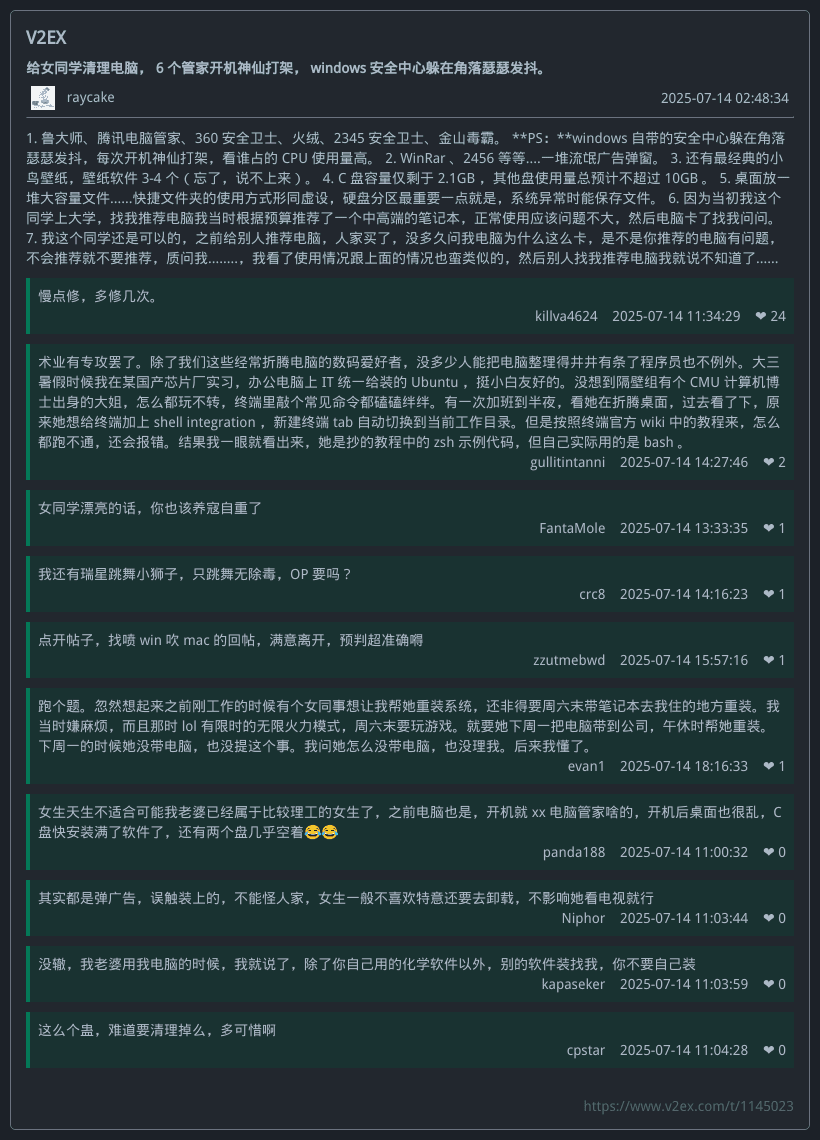 V2EX
给女同学清理电脑， 6 个管家开机神仙打架， windows 安全中心躲在角落瑟瑟发抖。
raycake 2025-07-14 02:48:34
1. 鲁大师、腾讯电脑管家、360 安全卫士、火绒、2345 安全卫士、金山毒霸。 **PS：**windows 自带的安全中心躲在角落
瑟瑟发抖，每次开机神仙打架，看谁占的 CPU 使用量高。 2. WinRar 、2456 等等....一堆流氓广告弹窗。 3. 还有最经典的小
鸟壁纸，壁纸软件 3-4 个（ 忘了，说不上来 ）。 4. C 盘容量仅剩于 2.1GB ，其他盘使用量总预计不超过 10GB 。 5. 桌面放一
堆大容量文件......快捷文件夹的使用方式形同虚设，硬盘分区最重要一点就是，系统异常时能保存文件。 6. 因为当初我这个
同学上大学，找我推荐电脑我当时根据预算推荐了一个中高端的笔记本，正常使用应该问题不大，然后电脑卡了找我问问。
7. 我这个同学还是可以的，之前给别人推荐电脑，人家买了，没多久问我电脑为什么这么卡，是不是你推荐的电脑有问题，
不会推荐就不要推荐，质问我........，我看了使用情况跟上面的情况也蛮类似的，然后别人找我推荐电脑我就说不知道了......
慢点修，多修几次。
killva4624 2025-07-14 11:34:29 ❤ 24
术业有专攻罢了。除了我们这些经常折腾电脑的数码爱好者，没多少人能把电脑整理得井井有条了程序员也不例外。大三
暑假时候我在某国产芯片厂实习，办公电脑上 IT 统一给装的 Ubuntu ，挺小白友好的。没想到隔壁组有个 CMU 计算机博
士出身的大姐，怎么都玩不转，终端里敲个常见命令都磕磕绊绊。有一次加班到半夜，看她在折腾桌面，过去看了下，原
来她想给终端加上 shell integration ，新建终端 tab 自动切换到当前工作目录。但是按照终端官方 wiki 中的教程来，怎么
都跑不通，还会报错。结果我一眼就看出来，她是抄的教程中的 zsh 示例代码，但自己实际用的是 bash 。
gullitintanni 2025-07-14 14:27:46 ❤ 2
女同学漂亮的话，你也该养寇自重了
FantaMole 2025-07-14 13:33:35 ❤ 1
我还有瑞星跳舞小狮子，只跳舞无除毒，OP 要吗？
crc8 2025-07-14 14:16:23 ❤ 1
点开帖子，找喷 win 吹 mac 的回帖，满意离开，预判超准确嘚
zzutmebwd 2025-07-14 15:57:16 ❤ 1
跑个题。忽然想起来之前刚工作的时候有个女同事想让我帮她重装系统，还非得要周六末带笔记本去我住的地方重装。我
当时嫌麻烦，而且那时 lol 有限时的无限火力模式，周六末要玩游戏。就要她下周一把电脑带到公司，午休时帮她重装。
下周一的时候她没带电脑，也没提这个事。我问她怎么没带电脑，也没理我。后来我懂了。
evan1 2025-07-14 18:16:33 ❤ 1
女生天生不适合可能我老婆已经属于比较理工的女生了，之前电脑也是，开机就 xx 电脑管家啥的，开机后桌面也很乱，C
盘快安装满了软件了，还有两个盘几乎空着😂😂
panda188 2025-07-14 11:00:32 ❤ 0
其实都是弹广告，误触装上的，不能怪人家，女生一般不喜欢特意还要去卸载，不影响她看电视就行
Niphor 2025-07-14 11:03:44 ❤ 0
没辙，我老婆用我电脑的时候，我就说了，除了你自己用的化学软件以外，别的软件装找我，你不要自己装
kapaseker 2025-07-14 11:03:59 ❤ 0
这么个蛊，难道要清理掉么，多可惜啊
cpstar 2025-07-14 11:04:28 ❤ 0
https://www.v2ex.com/t/1145023